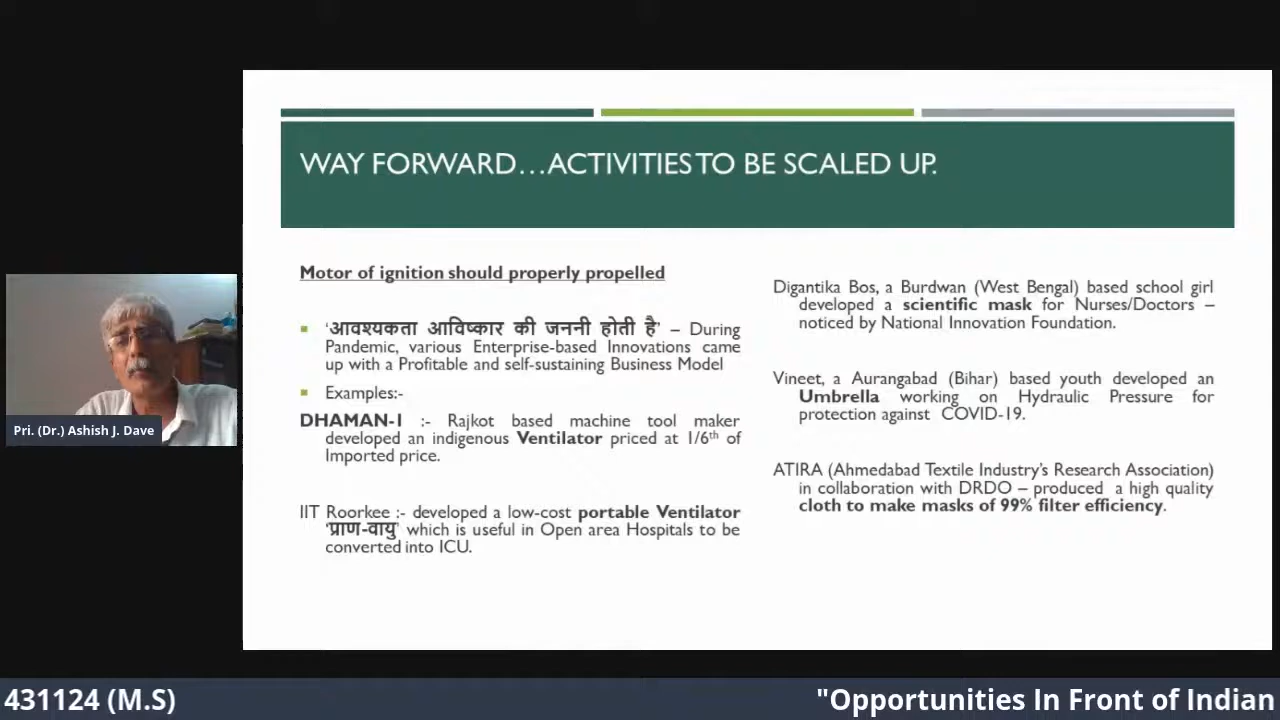 WAY FORWARD...ACTIVITIES TO BE SCALED UP.
Motor of ignition should properly propelled
▪ 'आवश्यकता आविष्कार की जननी होती है' – During
Pandemic, various Enterprise-based Innovations came
up with a Profitable and self-sustaining Business Model
▪ Examples:-
DHAMAN-I :- Rajkot based machine tool maker
developed an indigenous Ventilator priced at 1/6th of
Imported price.
IIT Roorkee :- developed a low-cost portable Ventilator
'प्राण-वायु' which is useful in Open area Hospitals to be
converted into ICU.
Digantika Bos, a Burdwan (West Bengal) based school girl
developed a scientific mask for Nurses/Doctors –
noticed by National Innovation Foundation.
Vineet, a Aurangabad (Bihar) based youth developed an
Umbrella working on Hydraulic Pressure for
protection against COVID-19.
ATIRA (Ahmedabad Textile Industry's Research Association)
in collaboration with DRDO – produced a high quality
cloth to make masks of 99% filter efficiency.
Pri. (Dr.) Ashish J. Dave
431124 (M.S)
"Opportunities In Front of Indian